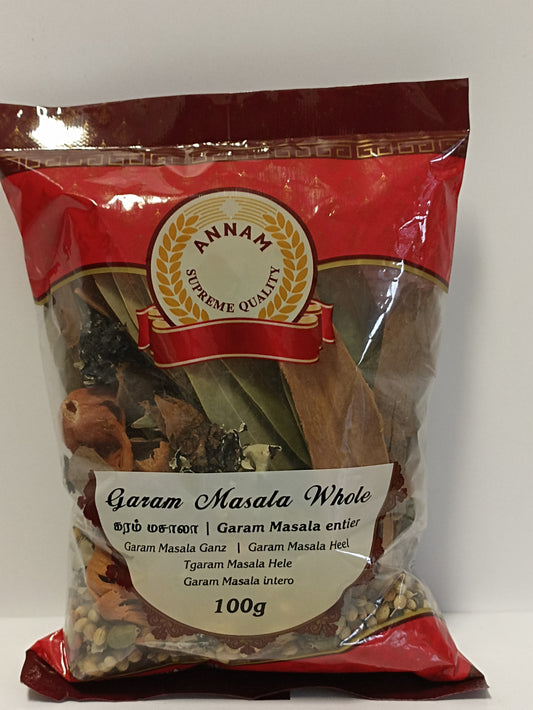 ANNAM
SUPREME QUALITY
Garam Masala Whole
கரம் மசாலா | Garam Masala entier
Garam Masala Ganz | Garam Masala Heel
Tgaram Masala Hele
Garam Masala intero
100g